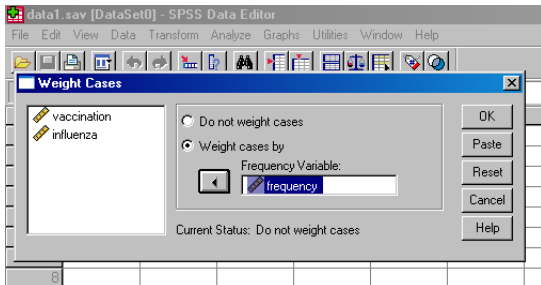 data1.sav [DataSet0] - SPSS Data Editor
File Edit View Data Transform Analyze Graphs Utilities Window Help
Weight Cases
vaccination
influenza
Do not weight cases
Weight cases by
Frequency Variable:
frequency
Current Status: Do not weight cases
OK
Paste
Reset
Cancel
Help
8